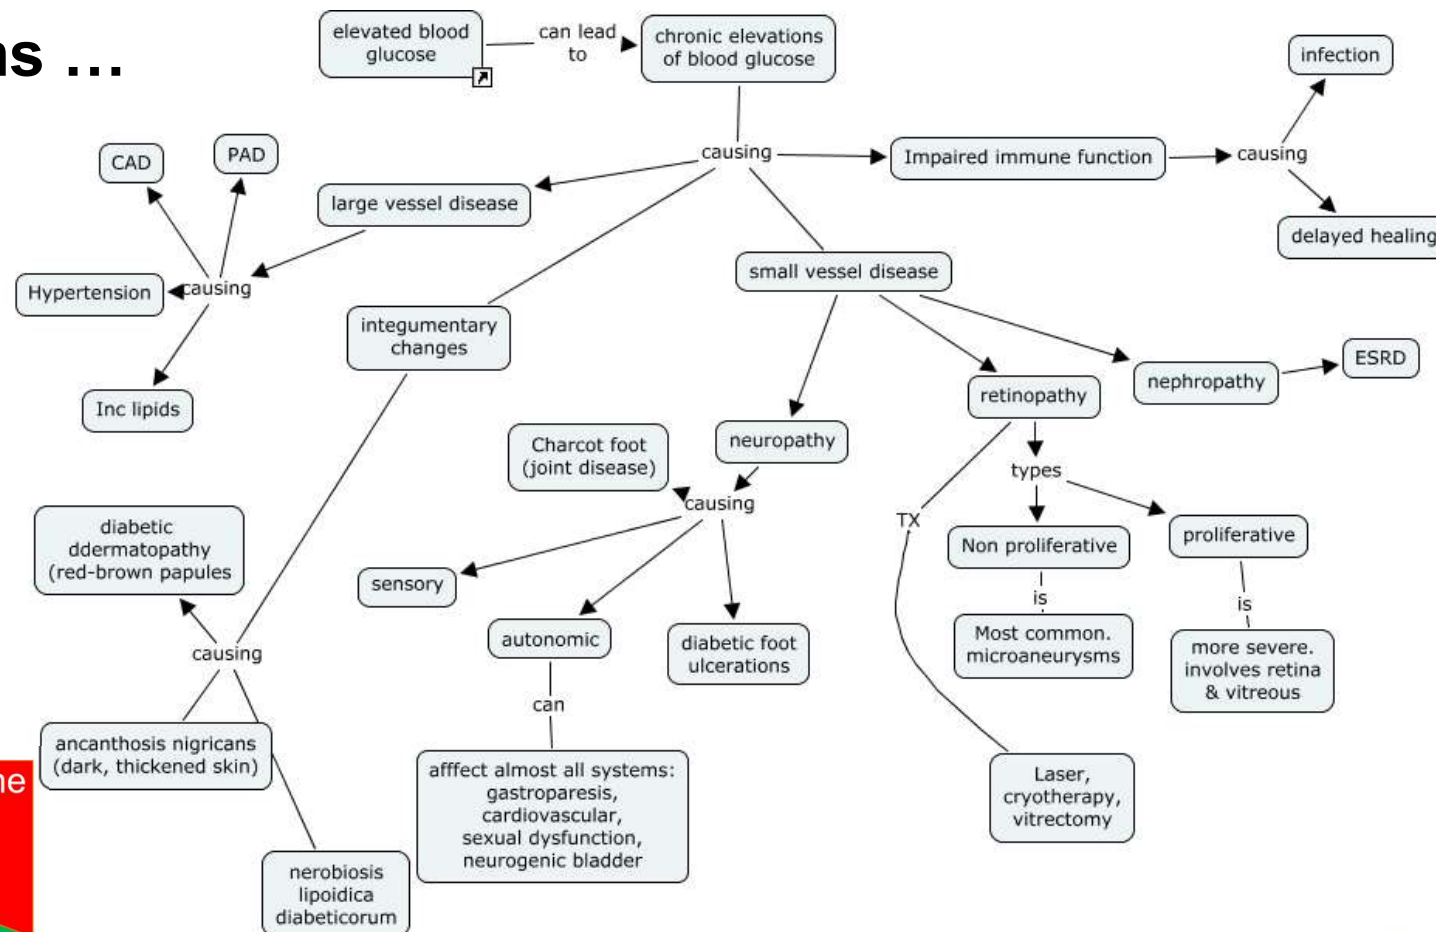 ns ...
elevated blood
glucose
can lead
to
chronic elevations
of blood glucose
infection
CAD
PAD
causing
Impaired immune function
causing
large vessel disease
delayed healing
small vessel disease
Hypertension
causing
integumentary
changes
ESRD
nephropathy
retinopathy
Inc lipids
Charcot foot
(joint disease)
neuropathy
types
causing
TX
diabetic
ddermatopathy
(red-brown papules
Non proliferative
proliferative
sensory
is
is
autonomic
diabetic foot
ulcerations
Most common.
microaneurysms
more severe.
involves retina
& vitreous
causing
can
ancanthosis nigricans
(dark, thickened skin)
afffect almost all systems:
gastroparesis,
cardiovascular,
sexual dysfunction,
neurogenic bladder
Laser,
cryotherapy,
vitrectomy
ne
nerobiosis
lipoidica
diabeticorum